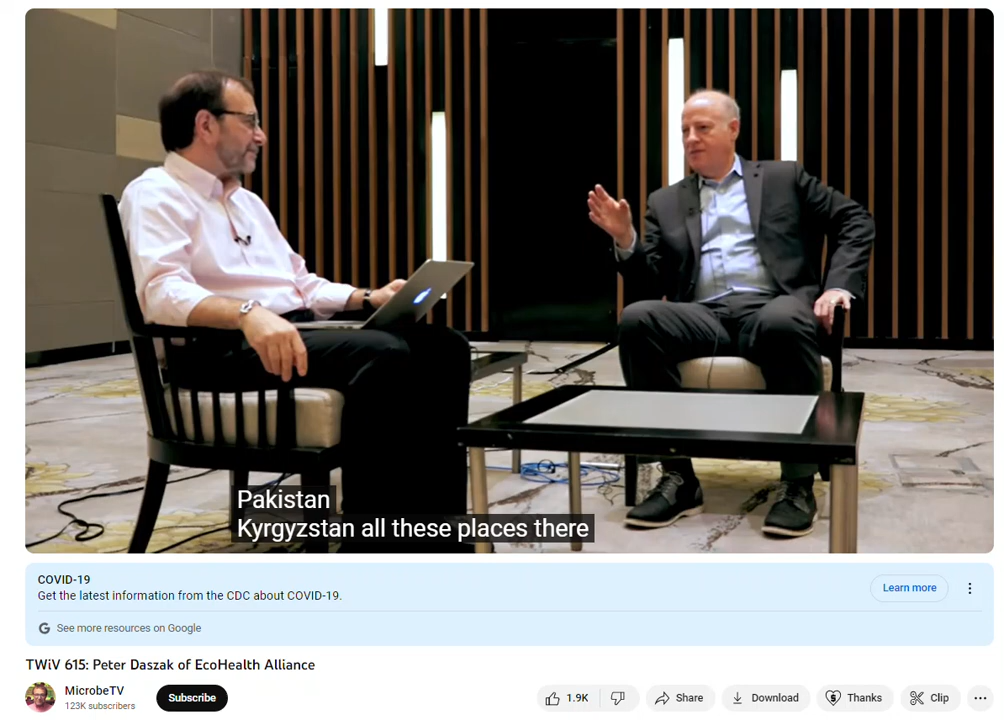 Pakistan
Kyrgyzstan all these places there
COVID-19
Get the latest information from the CDC about COVID-19.
Learn more
See more resources on Google
TWiV 615: Peter Daszak of EcoHealth Alliance
MicrobeTV
123K subscribers
Subscribe
1.9K
Share
Download
Thanks
Clip